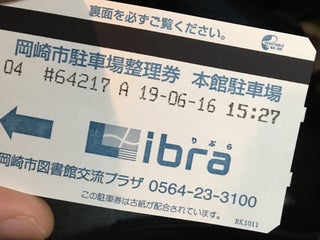 裏面を必ずご覧ください。
岡崎市駐車場整理券 本館駐車場
04 #64217 A 19-06-16 15:27
りぶら
Libra
岡崎市図書館交流プラザ 0564-23-3100
この駐車券は古紙が配合されています。
RK1011